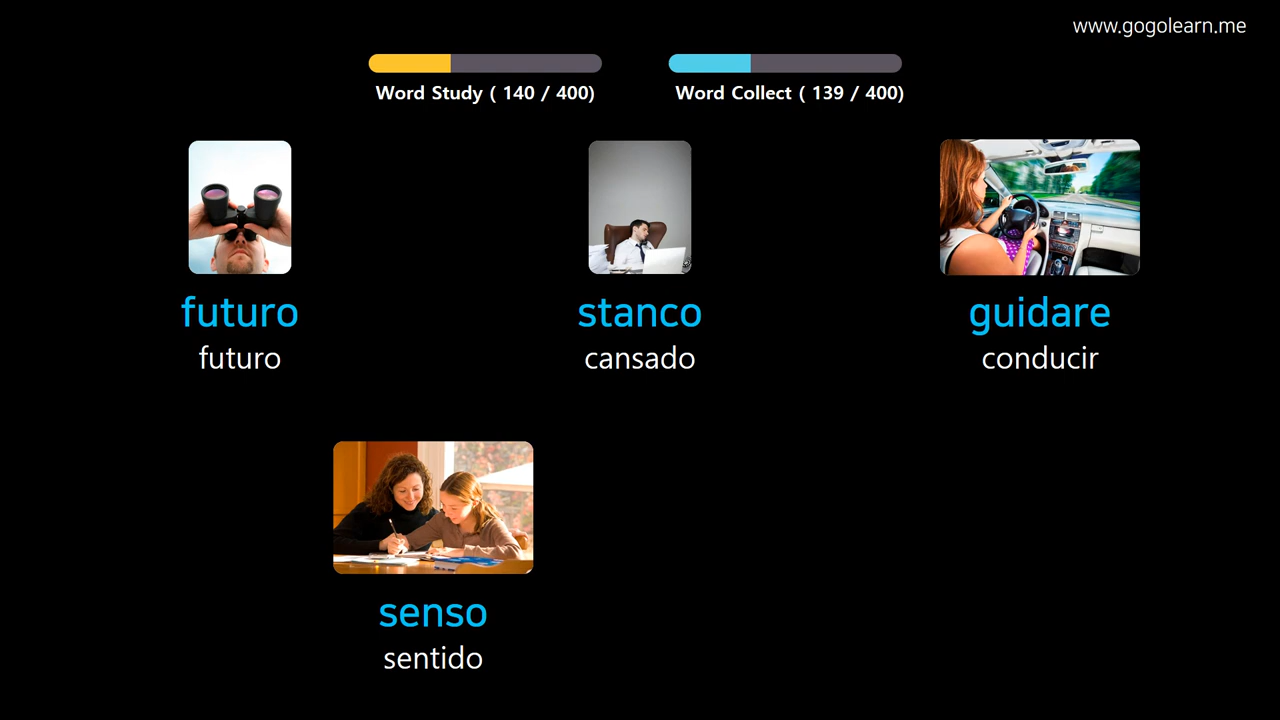 www.gogolearn.me
Word Study ( 140 / 400)
Word Collect ( 139 / 400)
futuro
futuro
stanco
cansado
guidare
conducir
senso
sentido